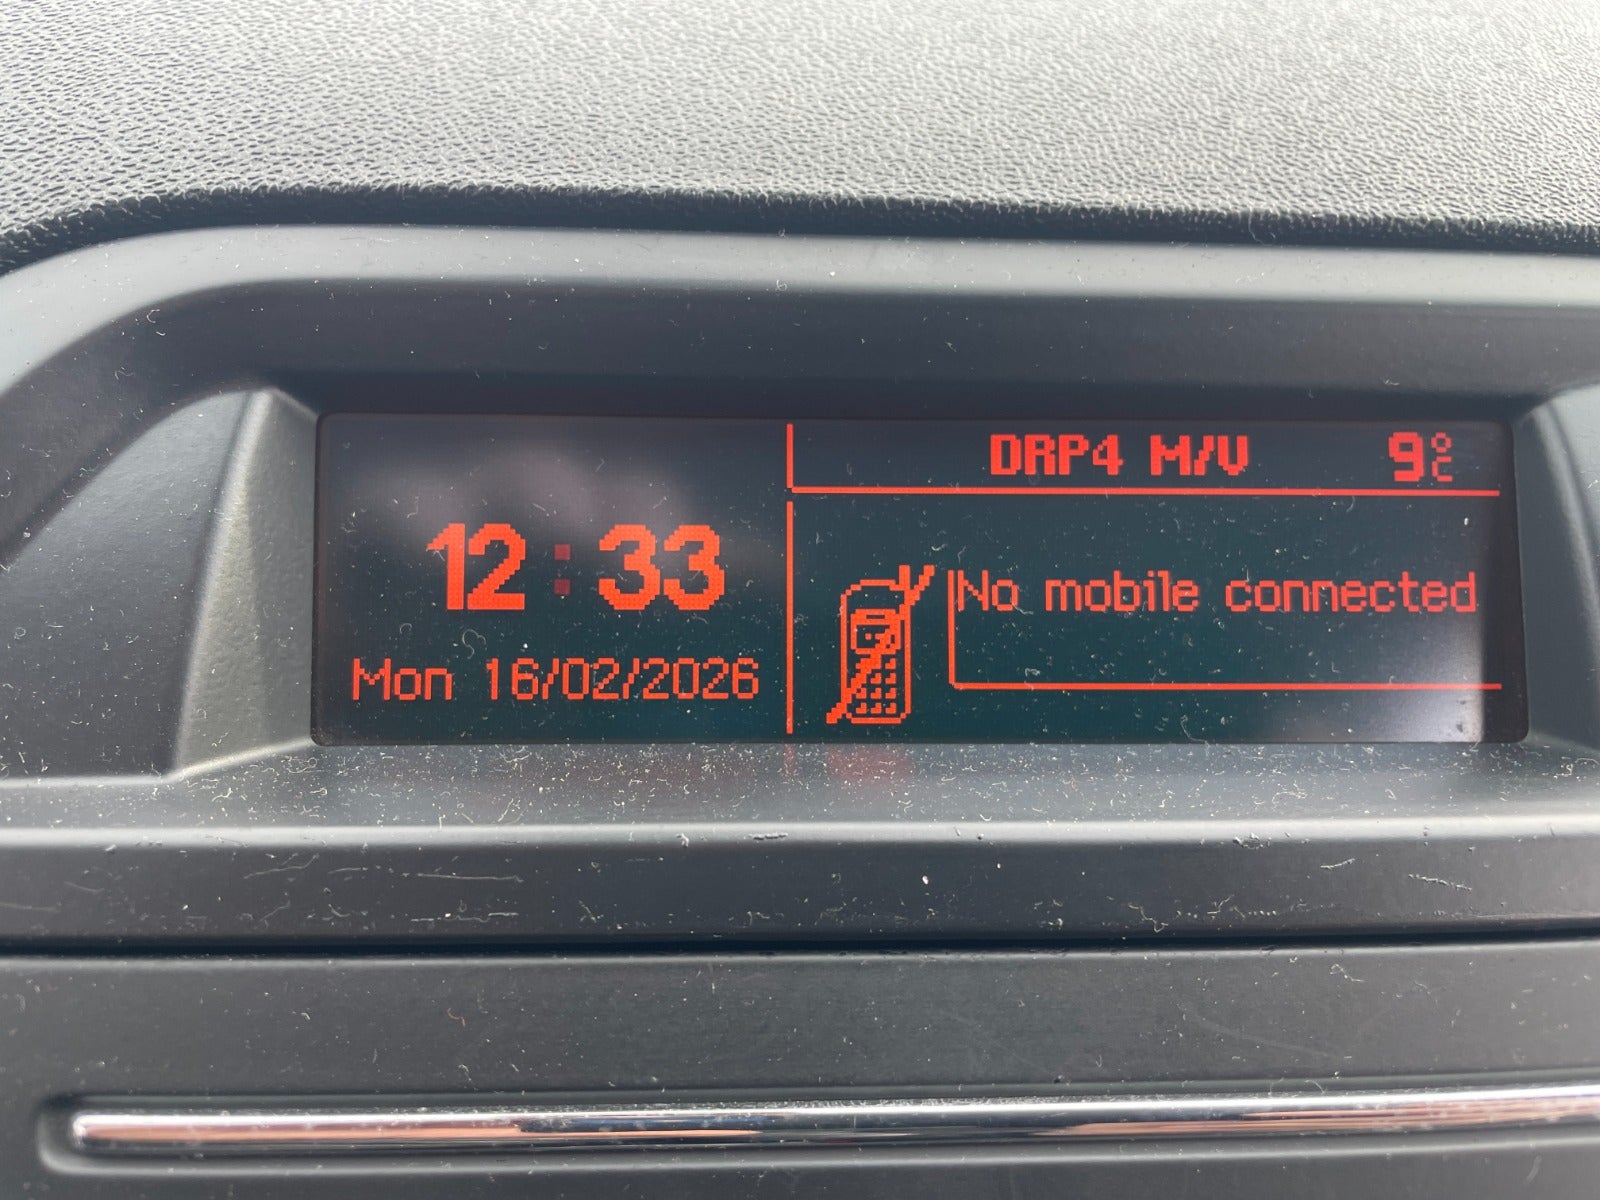 DRP4 M/V 9°C
12:33
No mobile connected
Mon 16/02/2026